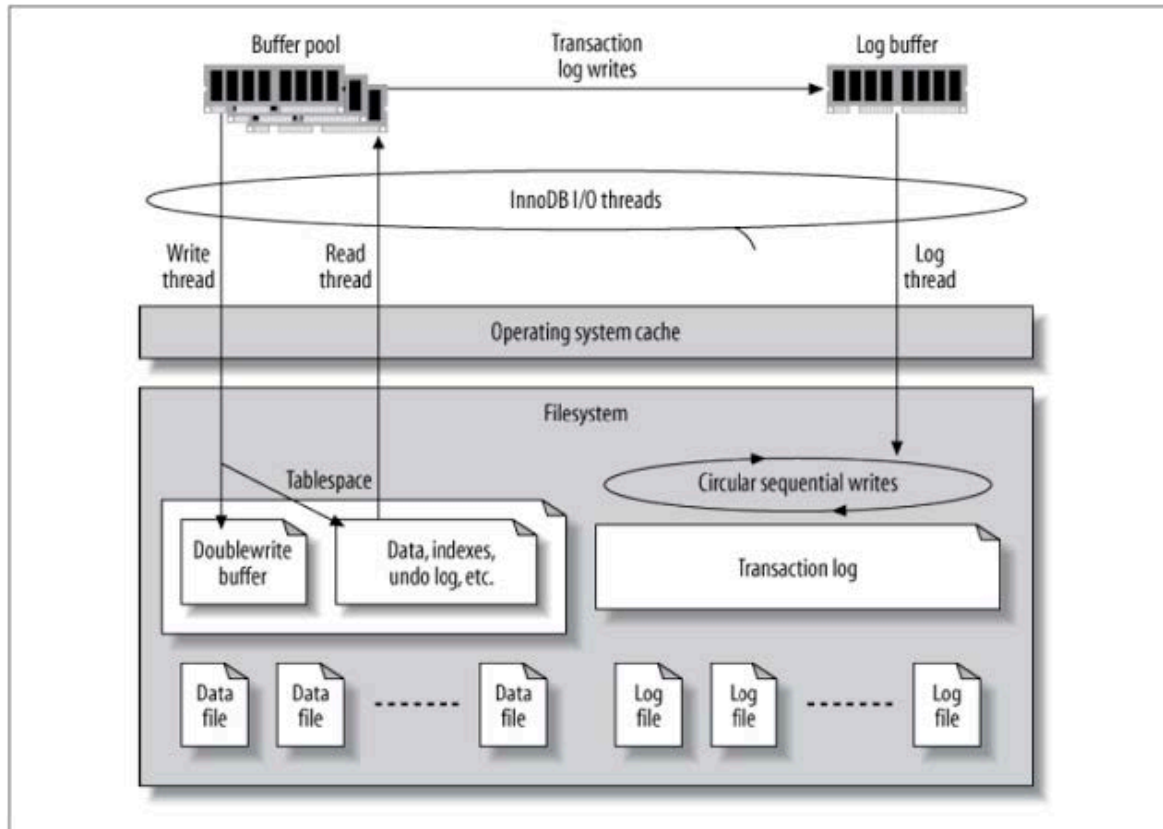 Buffer pool
Transaction
log writes
Log buffer
InnoDB I/O threads
Write
thread
Read
thread
Log
thread
Operating system cache
Filesystem
Tablespace
Circular sequential writes
Doublewrite
buffer
Data, indexes,
undo log, etc.
Transaction log
Data
file
Data
file
Data
file
Log
file
Log
file
Log
file